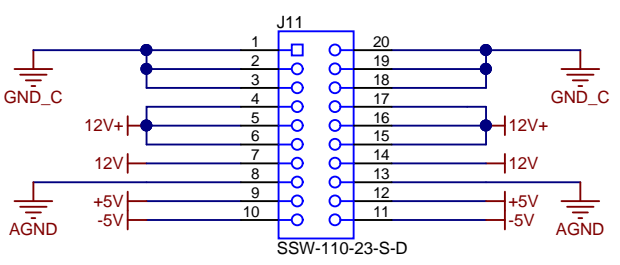 J11
1 20
2 19
3 18
GND_C GND_C
4 17
12V+ 5 16 12V+
6 15
12V 7 14 12V
8 13
+5V 9 12 +5V
-5V 10 11 -5V
AGND AGND
SSW-110-23-S-D